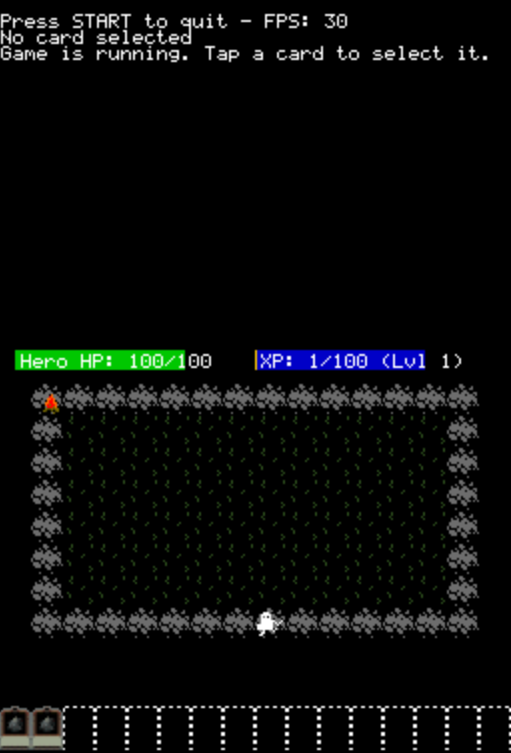 Press START to quit - FPS: 30
No card selected
Game is running. Tap a card to select it.
Hero HP: 100/100 XP: 1/100 (Lvl 1)